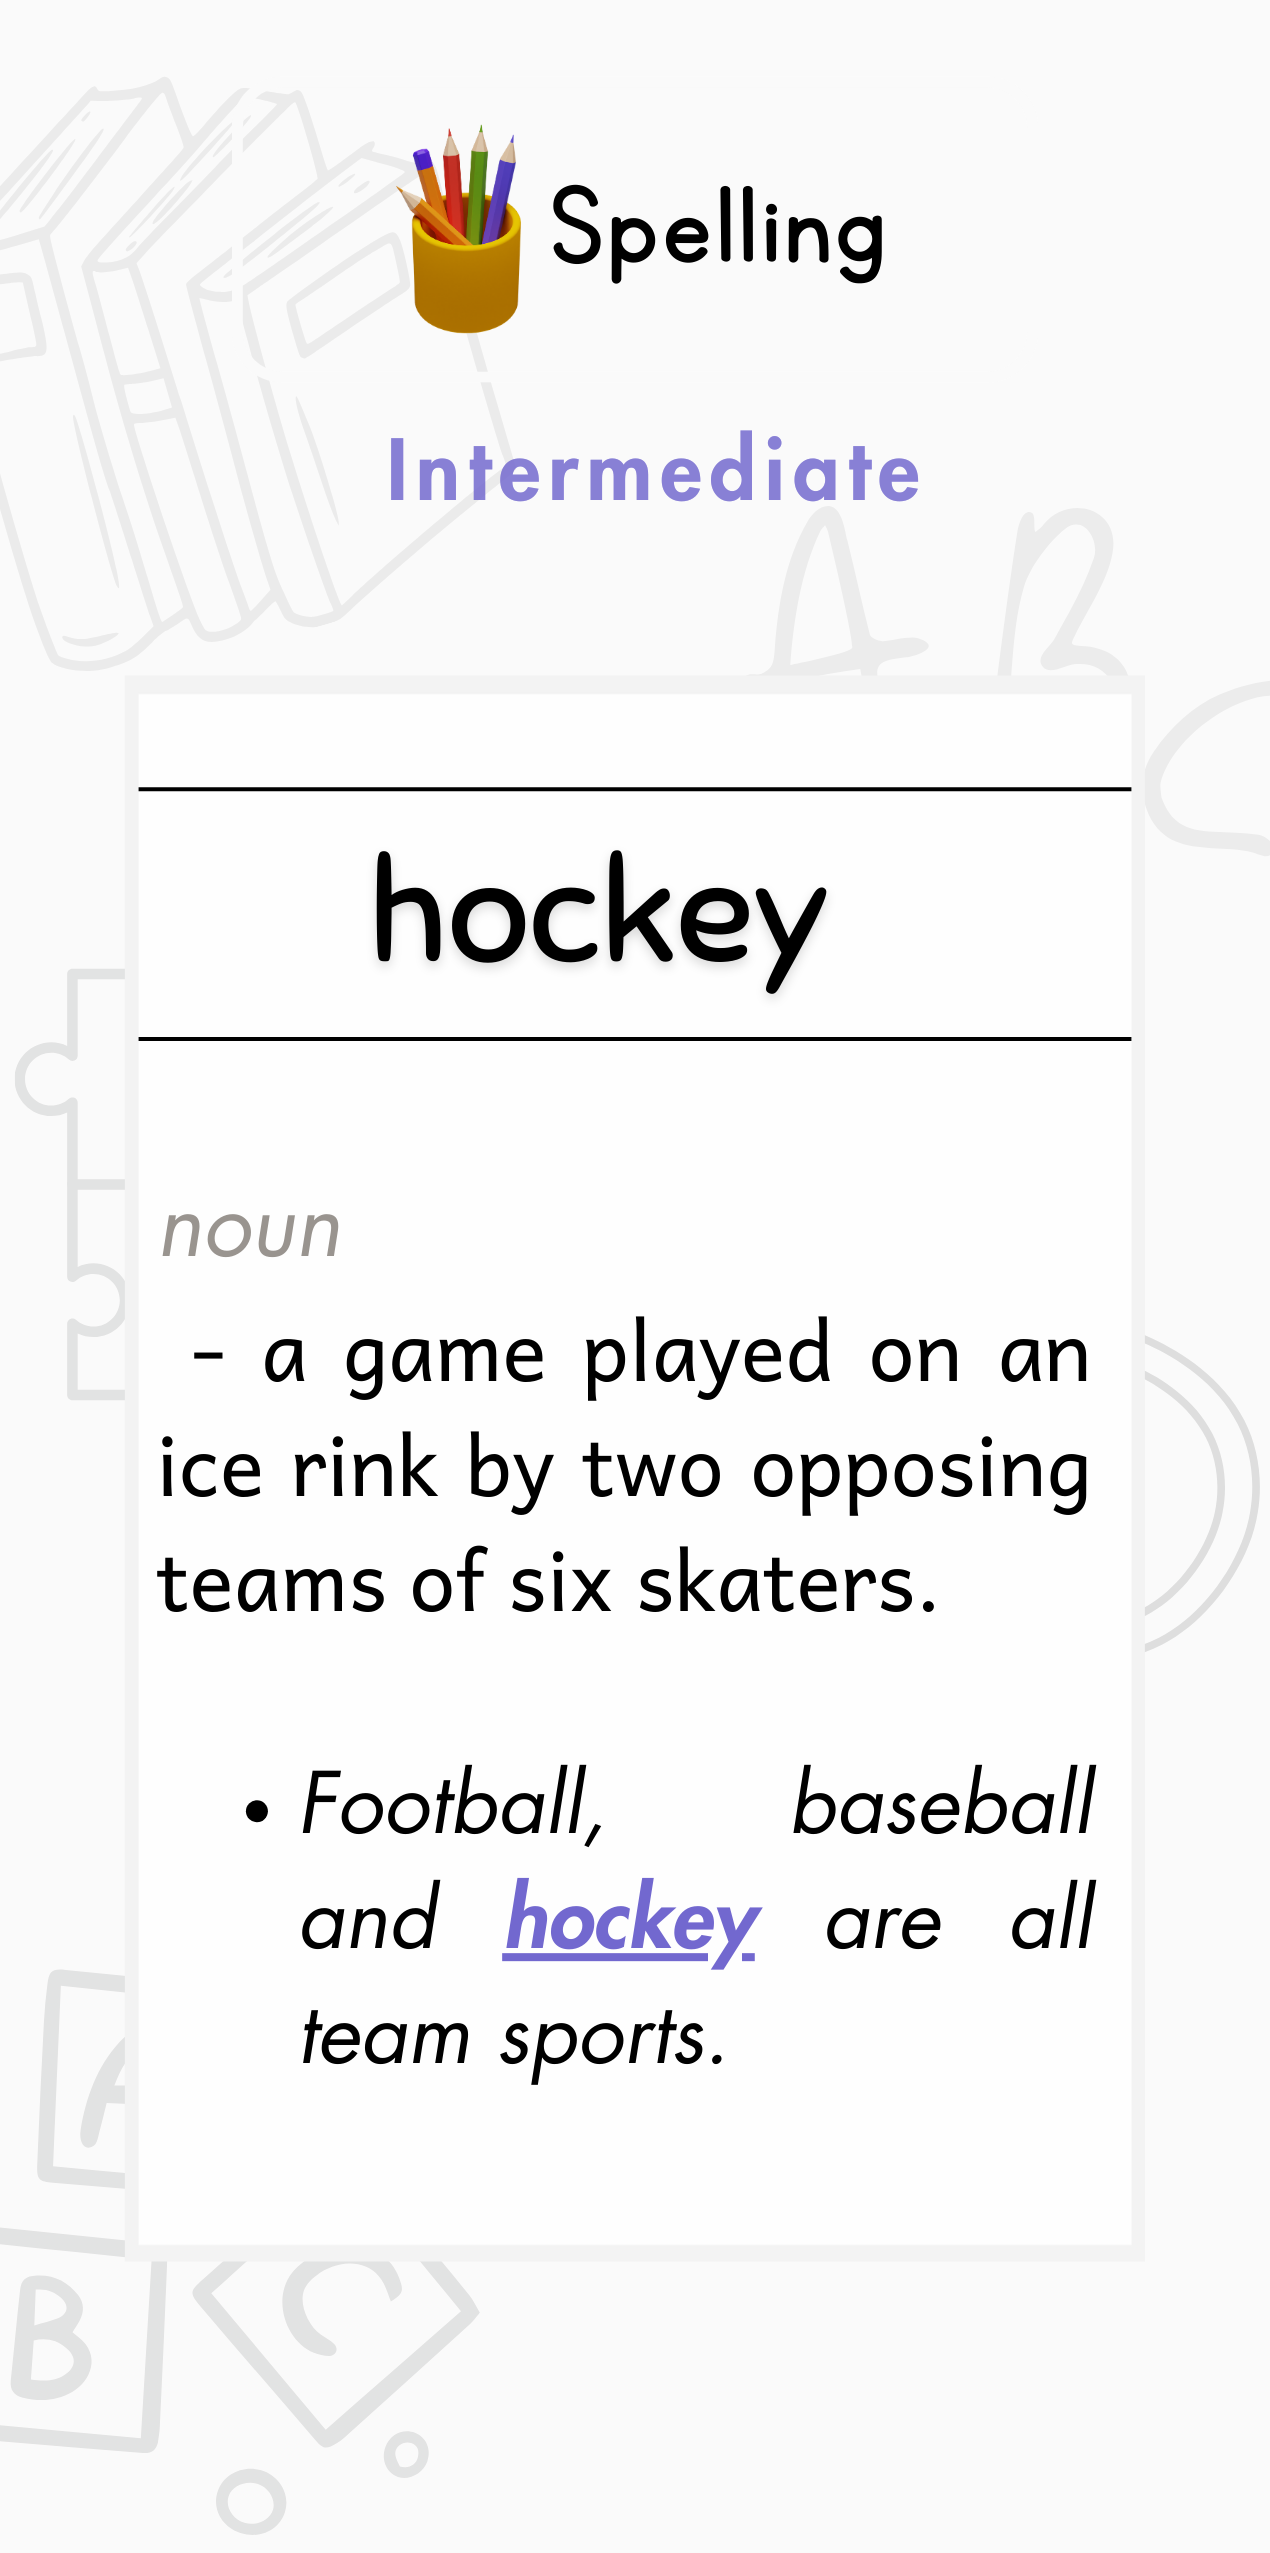 Spelling
Intermediate
A B
hockey
noun
- a game played on an
ice rink by two opposing
teams of six skaters.
• Football, baseball
and hockey are all
team sports.
A
B C